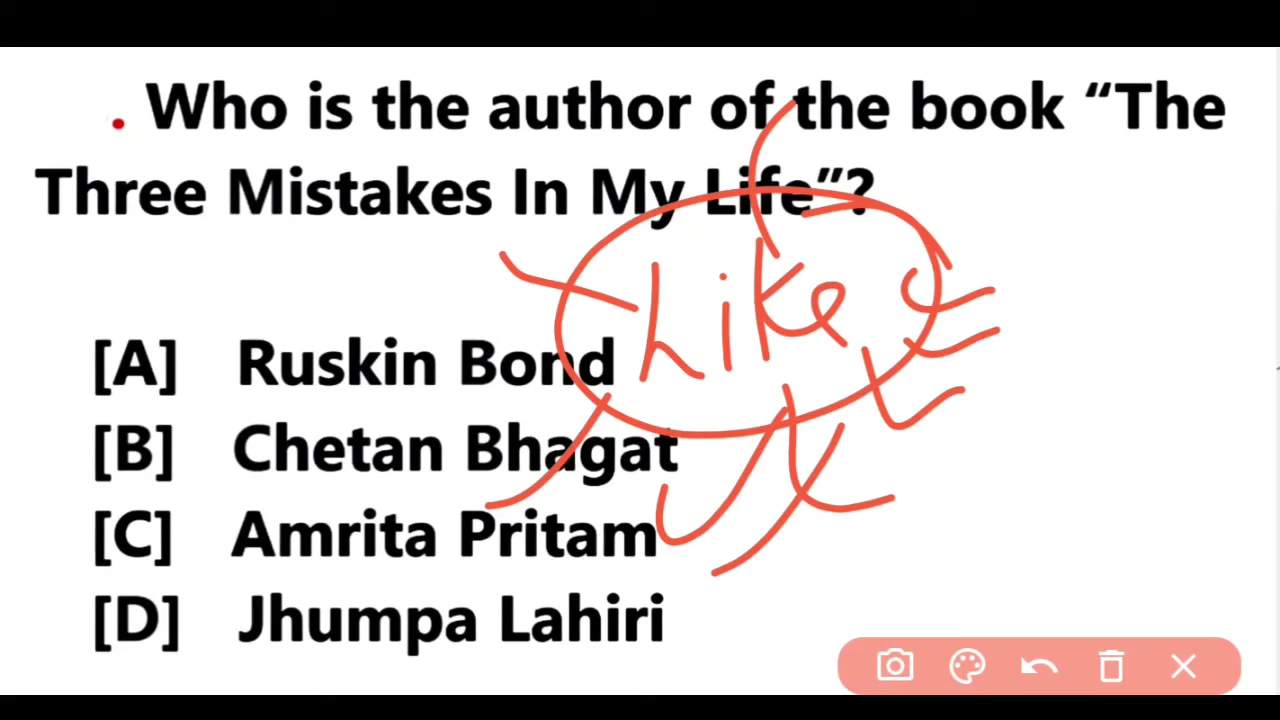 . Who is the author of the book “The
Three Mistakes In My Life”?
Like
[A] Ruskin Bond
[B] Chetan Bhagat
[C] Amrita Pritam
[D] Jhumpa Lahiri